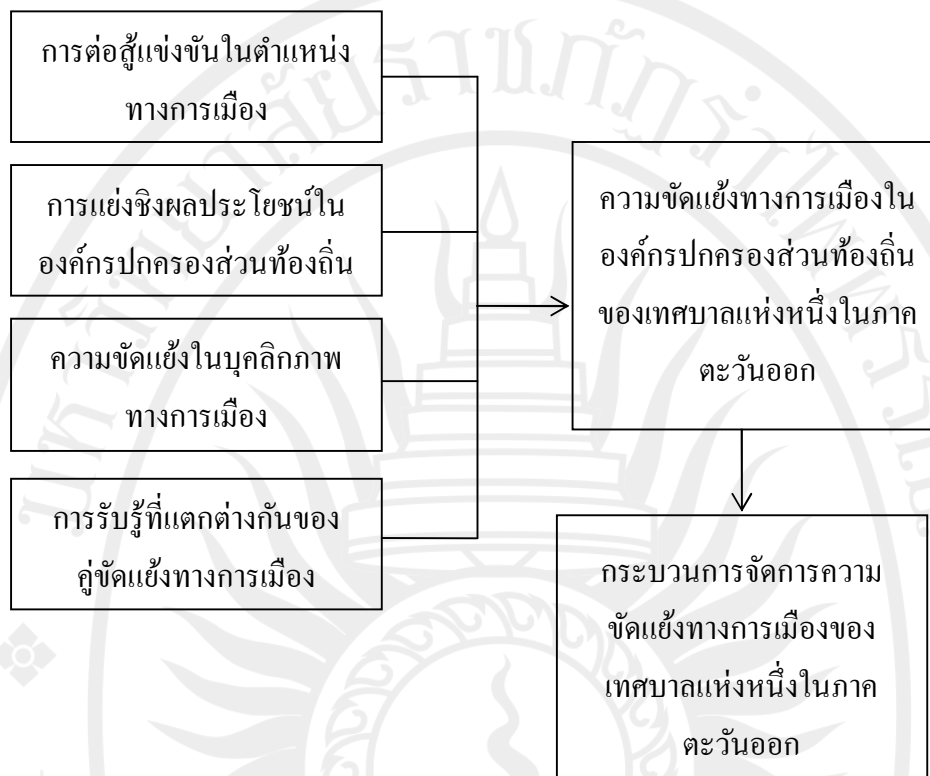 การต่อสู้แข่งขันในตำแหน่ง
ทางการเมือง
การแย่งชิงผลประโยชน์ใน
องค์กรปกครองส่วนท้องถิ่น
ความขัดแย้งในบุคลิกภาพ
ทางการเมือง
การรับรู้ที่แตกต่างกันของ
คู่ขัดแย้งทางการเมือง
ความขัดแย้งทางการเมืองใน
องค์กรปกครองส่วนท้องถิ่น
ของเทศบาลแห่งหนึ่งในภาค
ตะวันออก
กระบวนการจัดการความ
ขัดแย้งทางการเมืองของ
เทศบาลแห่งหนึ่งในภาค
ตะวันออก